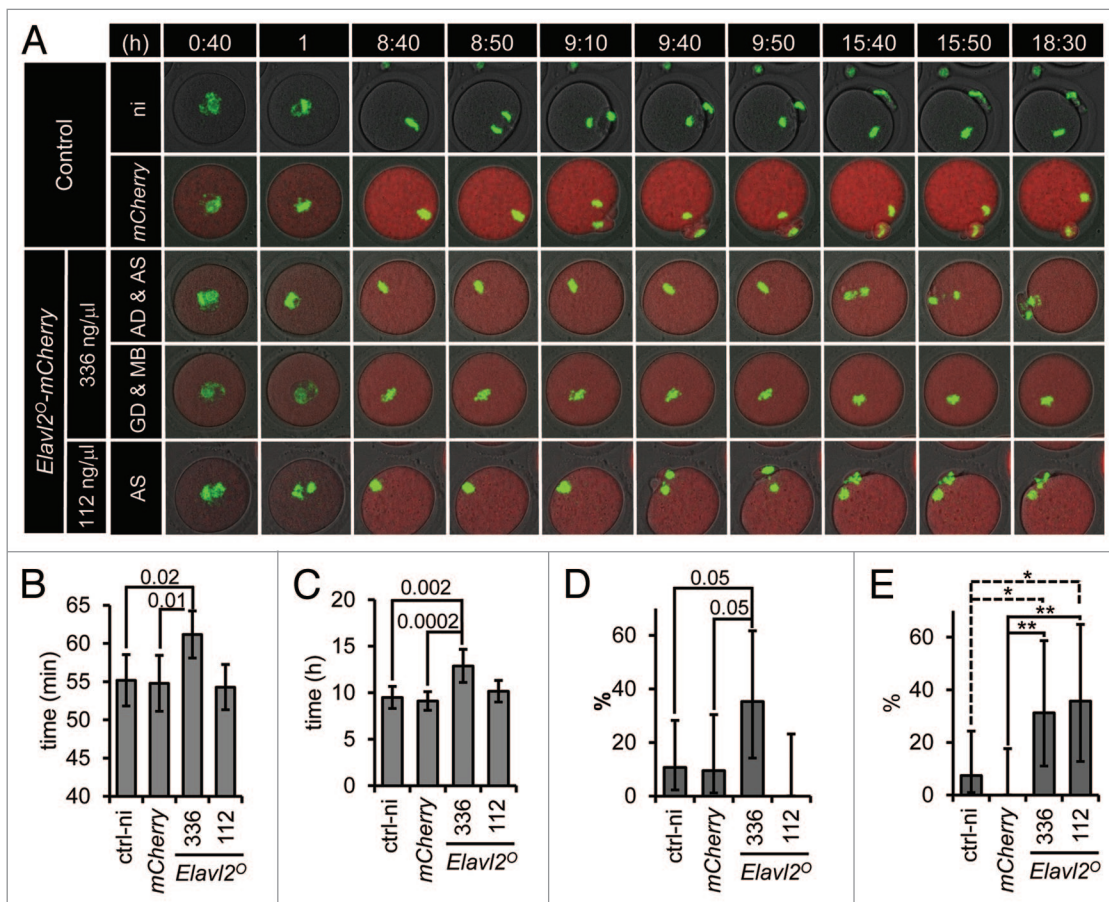 A
(h) 0:40 1 8:40 8:50 9:10 9:40 9:50 15:40 15:50 18:30
Control
ni
mCherry
Elavl2ᴼ-mCherry
336 ng/µl
AD & AS
GD & MB
112 ng/µl
AS
B
0.02
0.01
time (min)
65
60
55
50
45
40
ctrl-ni
mCherry
336
112
Elavl2ᴼ
C
0.002
0.0002
time (h)
20
15
10
5
0
ctrl-ni
mCherry
336
112
Elavl2ᴼ
D
0.05
0.05
%
60
40
20
0
ctrl-ni
mCherry
336
112
Elavl2ᴼ
E
*
*
**
**
%
60
40
20
0
ctrl-ni
mCherry
336
112
Elavl2ᴼ